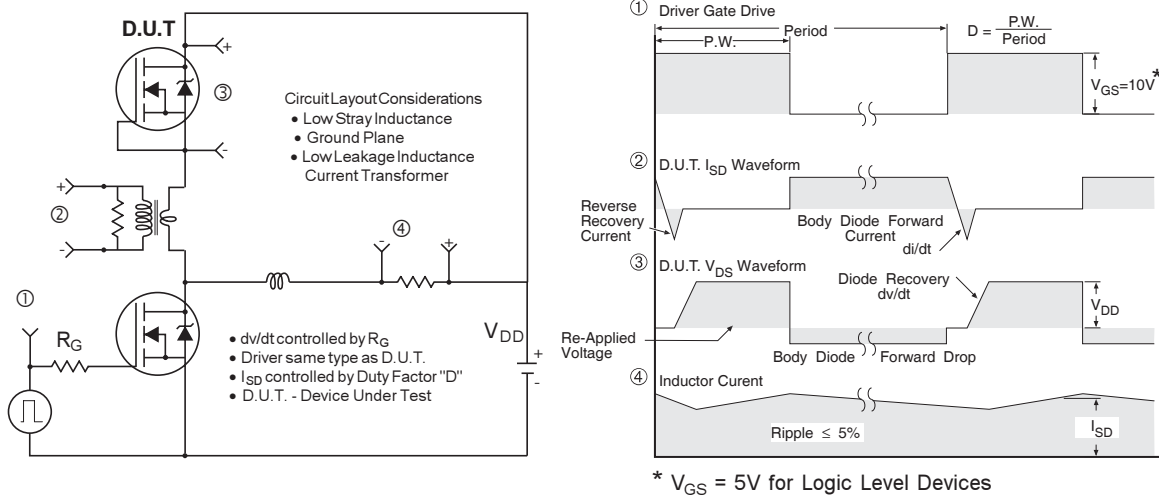 D.U.T
+
③
-
Circuit Layout Considerations
• Low Stray Inductance
• Ground Plane
• Low Leakage Inductance
Current Transformer
+
②
-
④
- +
①
R_G
V_DD
+
-
• dv/dt controlled by R_G
• Driver same type as D.U.T.
• I_SD controlled by Duty Factor "D"
• D.U.T. - Device Under Test
① Driver Gate Drive
Period
P.W.
D = P.W. / Period
V_GS=10V*
② D.U.T. I_SD Waveform
Reverse
Recovery
Current
Body Diode Forward
Current
di/dt
③ D.U.T. V_DS Waveform
Diode Recovery
dv/dt
V_DD
Re-Applied
Voltage
Body Diode Forward Drop
④ Inductor Curent
Ripple ≤ 5%
I_SD
* V_GS = 5V for Logic Level Devices